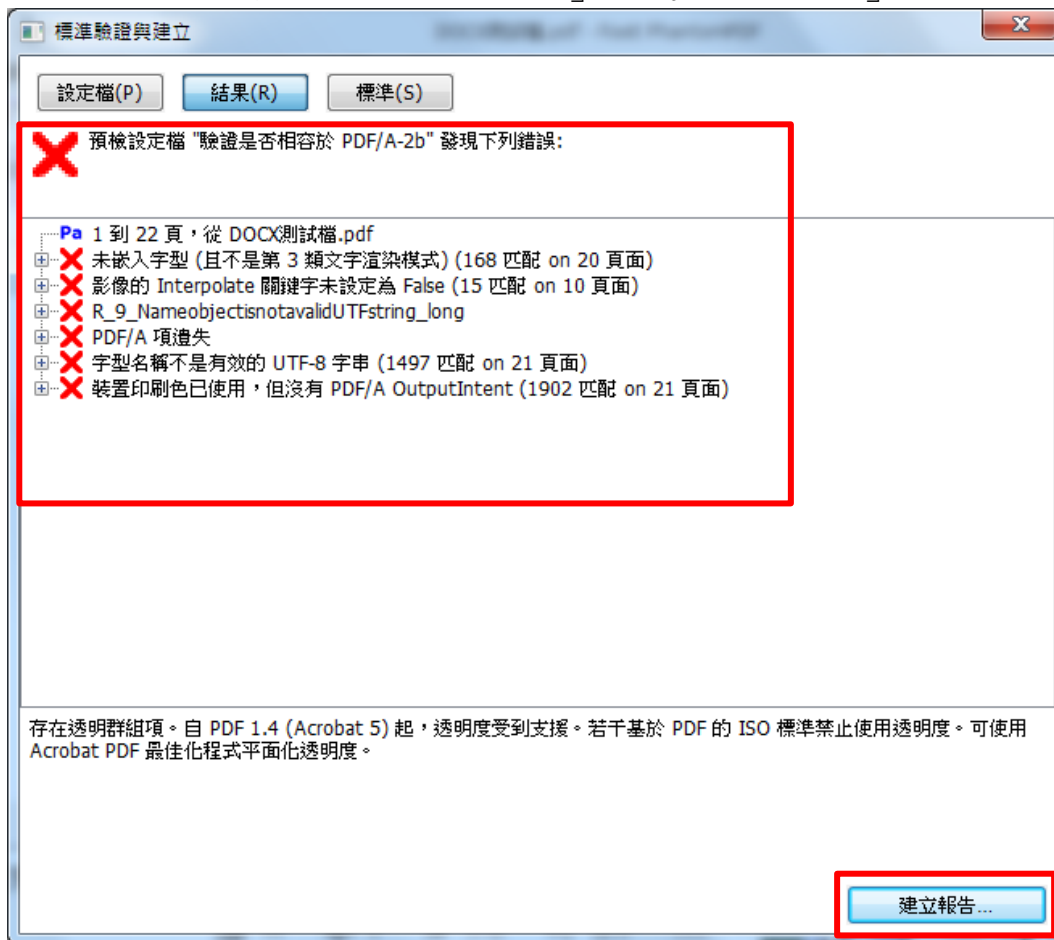 標準驗證與建立
設定檔(P) 結果(R) 標準(S)
預檢設定檔 "驗證是否相容於 PDF/A-2b" 發現下列錯誤:
Pa 1 到 22 頁，從 DOCX測試檔.pdf
未嵌入字型 (且不是第 3 類文字渲染模式) (168 匹配 on 20 頁面)
影像的 Interpolate 關鍵字未設定為 False (15 匹配 on 10 頁面)
R_9_NameobjectisnotavalidUTFstring_long
PDF/A 項遺失
字型名稱不是有效的 UTF-8 字串 (1497 匹配 on 21 頁面)
裝置印刷色已使用，但沒有 PDF/A OutputIntent (1902 匹配 on 21 頁面)
存在透明群組項。自 PDF 1.4 (Acrobat 5) 起，透明度受到支援。若干基於 PDF 的 ISO 標準禁止使用透明度。可使用
Acrobat PDF 最佳化程式平面化透明度。
建立報告...